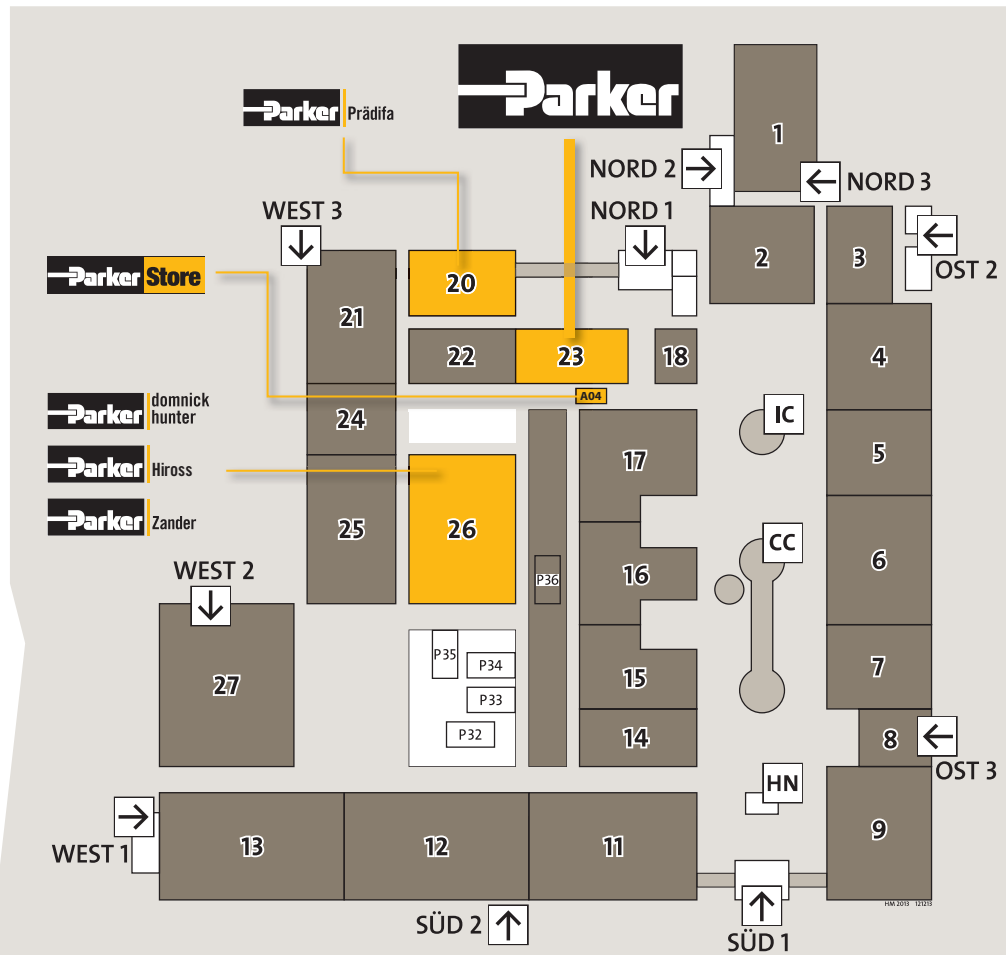 Parker
Parker Prädifa
1
NORD 2
NORD 3
WEST 3
NORD 1
OST 2
2
3
Parker Store
20
21
22
23
18
4
A04
Parker domnick
hunter
24
IC
17
5
Parker Hiross
25
26
CC
6
Parker Zander
WEST 2
P36
16
P35
P34
7
27
15
P33
P32
14
8
OST 3
HN
13
12
11
9
WEST 1
HM 2013 121213
SÜD 2
SÜD 1